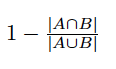 1 − |A∩B| / |A∪B|